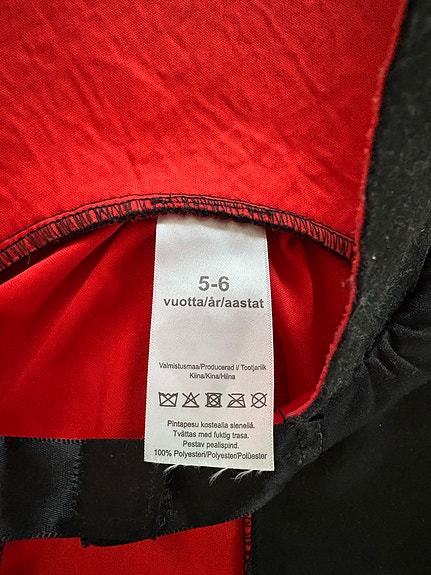 5-6
vuotta/år/aastat
Valmistusmaa/Producerad i/ Tootjariik
Kiina/Kina/Hiina
Pintapesu kostealla sienellä.
Tvättas med fuktig trasa.
Pestav pealispind.
100% Polyesteri/Polyester/Polüester